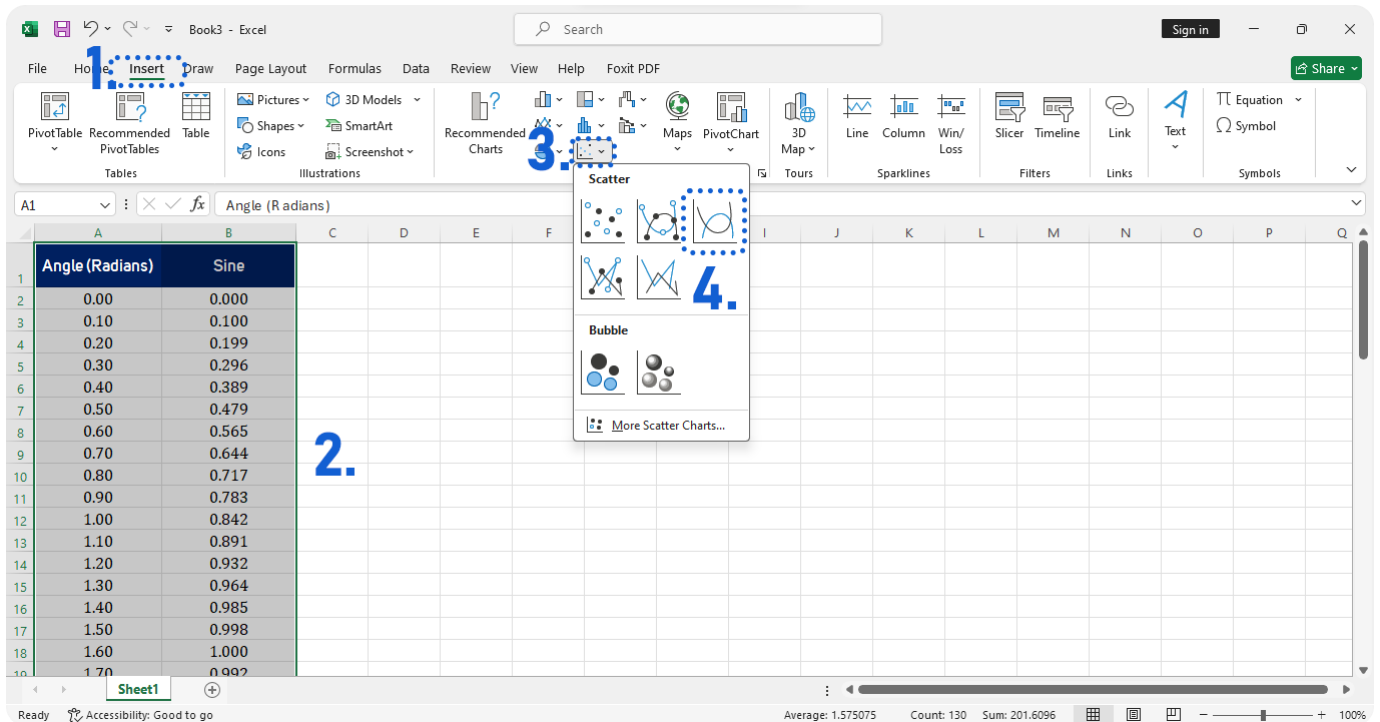 Book3 - Excel
Search
Sign in
1.
File Home Insert Draw Page Layout Formulas Data Review View Help Foxit PDF
Share
PivotTable
Recommended PivotTables
Table
Tables
Pictures
Shapes
Icons
3D Models
SmartArt
Screenshot
Illustrations
Recommended Charts
3.
Maps
PivotChart
3D Map
Tours
Line
Column
Win/
Loss
Sparklines
Slicer
Timeline
Filters
Link
Links
Text
Equation
Symbol
Symbols
A1
fx
Angle (R adians)
Scatter
4.
Bubble
More Scatter Charts...
A B C D E F I J K L M N O P Q
1 Angle (Radians) Sine
2 0.00 0.000
3 0.10 0.100
4 0.20 0.199
5 0.30 0.296
6 0.40 0.389
7 0.50 0.479
8 0.60 0.565
9 0.70 0.644
10 0.80 0.717
11 0.90 0.783
12 1.00 0.842
13 1.10 0.891
14 1.20 0.932
15 1.30 0.964
16 1.40 0.985
17 1.50 0.998
18 1.60 1.000
19 1.70 0.992
2.
Sheet1
Ready Accessibility: Good to go
Average: 1.575075 Count: 130 Sum: 201.6096 100%